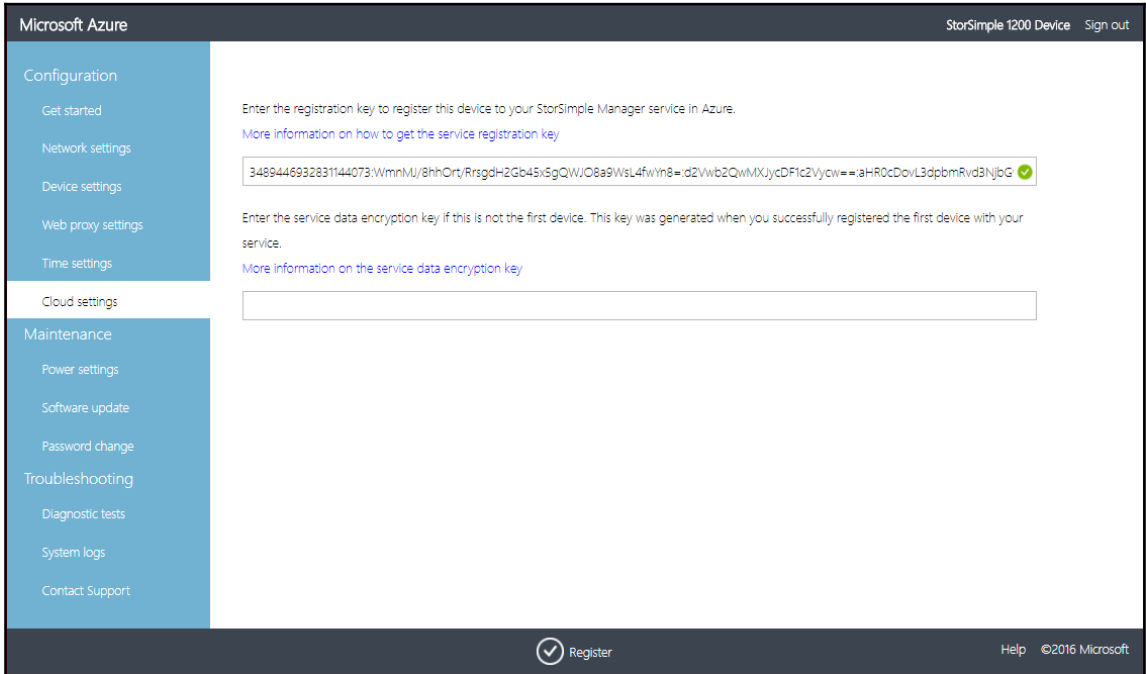 Microsoft Azure
StorSimple 1200 Device Sign out
Configuration
Get started
Network settings
Device settings
Web proxy settings
Time settings
Cloud settings
Maintenance
Power settings
Software update
Password change
Troubleshooting
Diagnostic tests
System logs
Contact Support
Enter the registration key to register this device to your StorSimple Manager service in Azure.
More information on how to get the service registration key
3489446932831144073:WmnMJ/8hhOrt/RrsgdH2Gb45x5gQWJO8a9WsL4fwYn8=:d2Vwb2QwMXJycDF1c2Vycw==:aHR0cDovL3dpbmRvd3NjbG
Enter the service data encryption key if this is not the first device. This key was generated when you successfully registered the first device with your
service.
More information on the service data encryption key
Register
Help ©2016 Microsoft